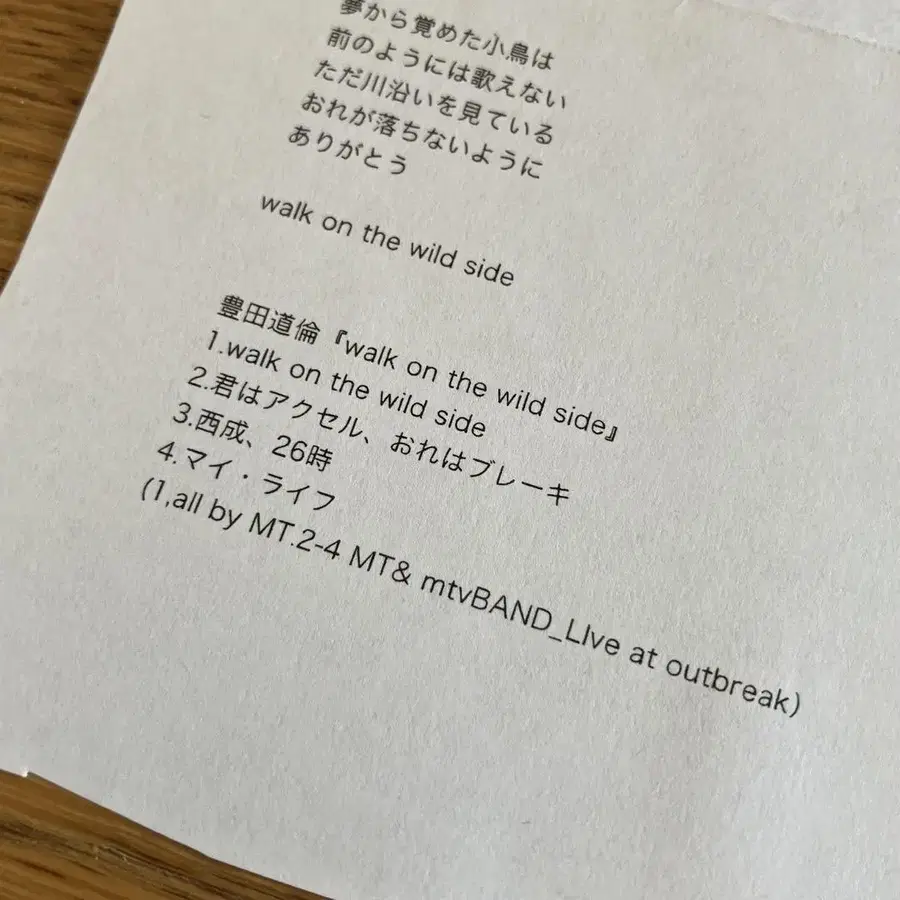 夢から覚めた小鳥は
前のようには歌えない
ただ川沿いを見ている
おれが落ちないように
ありがとう
walk on the wild side
豊田道倫『walk on the wild side』
1.walk on the wild side
2.君はアクセル、おれはブレーキ
3.西成、26時
4.マイ・ライフ
(1,all by MT.2-4 MT& mtvBAND_LIve at outbreak)